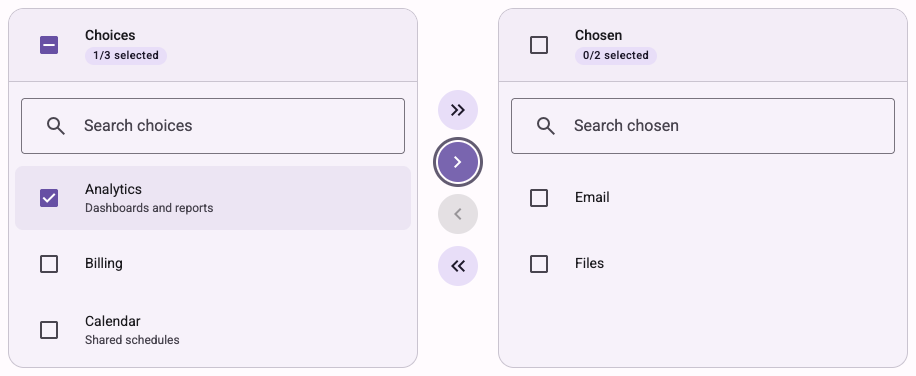 Choices
1/3 selected
Search choices
Analytics
Dashboards and reports
Billing
Calendar
Shared schedules
Chosen
0/2 selected
Search chosen
Email
Files